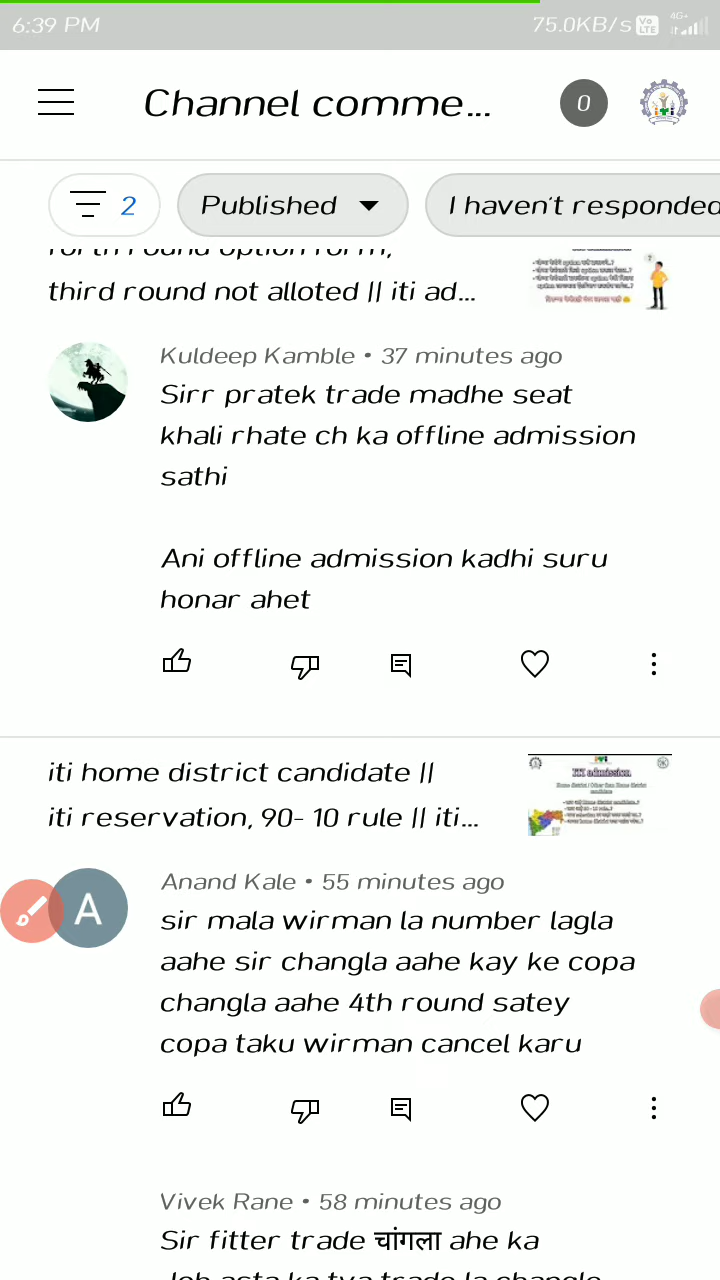 6:39 PM
75.0KB/s
Vo LTE
4G+
Channel comme...
0
2
Published
I haven't responded
third round not alloted || iti ad...
Kuldeep Kamble • 37 minutes ago
Sirr pratek trade madhe seat
khali rhate ch ka offline admission
sathi
Ani offline admission kadhi suru
honar ahet
iti home district candidate ||
iti reservation, 90- 10 rule || iti...
ITI admission
A
Anand Kale • 55 minutes ago
sir mala wirman la number lagla
aahe sir changla aahe kay ke copa
changla aahe 4th round satey
copa taku wirman cancel karu
Vivek Rane • 58 minutes ago
Sir fitter trade चांगला ahe ka